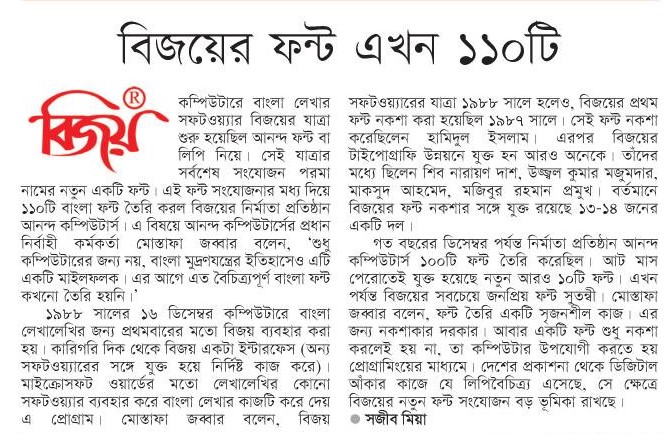 বিজয়ের ফন্ট এখন ১১০টি
বিজয়
®
কম্পিউটারে বাংলা লেখার
সফটওয়্যার বিজয়ের যাত্রা
শুরু হয়েছিল আনন্দ ফন্ট বা
লিপি নিয়ে। সেই যাত্রার
সর্বশেষ সংযোজন পরমা
নামের নতুন একটি ফন্ট। এই ফন্ট সংযোজনার মধ্য দিয়ে
১১০টি বাংলা ফন্ট তৈরি করল বিজয়ের নির্মাতা প্রতিষ্ঠান
আনন্দ কম্পিউটার্স। এ বিষয়ে আনন্দ কম্পিউটার্সের প্রধান
নির্বাহী কর্মকর্তা মোস্তাফা জব্বার বলেন, ‘শুধু
কম্পিউটারের জন্য নয়, বাংলা মুদ্রণযন্ত্রের ইতিহাসেও এটি
একটি মাইলফলক। এর আগে এত বৈচিত্র্যপূর্ণ বাংলা ফন্ট
কখনো তৈরি হয়নি।’
১৯৮৮ সালের ১৬ ডিসেম্বর কম্পিউটারে বাংলা
লেখালেখির জন্য প্রথমবারের মতো বিজয় ব্যবহার করা
হয়। কারিগরি দিক থেকে বিজয় একটা ইন্টারফেস (অন্য
সফটওয়্যারের সঙ্গে যুক্ত হয়ে নির্দিষ্ট কাজ করে)।
মাইক্রোসফট ওয়ার্ডের মতো লেখালেখির কোনো
সফটওয়্যার ব্যবহার করে বাংলা লেখার কাজটি করে দেয়
এ প্রোগ্রাম। মোস্তাফা জব্বার বলেন, বিজয়
সফটওয়্যারের যাত্রা ১৯৮৮ সালে হলেও, বিজয়ের প্রথম
ফন্ট নকশা করা হয়েছিল ১৯৮৭ সালে। সেই ফন্ট নকশা
করেছিলেন হামিদুল ইসলাম। এরপর বিজয়ের
টাইপোগ্রাফি উন্নয়নে যুক্ত হন আরও অনেকে। তাঁদের
মধ্যে ছিলেন শিব নারায়ণ দাশ, উজ্জ্বল কুমার মজুমদার,
মাকসুদ আহমেদ, মজিবুর রহমান প্রমুখ। বর্তমানে
বিজয়ের ফন্ট নকশার সঙ্গে যুক্ত রয়েছে ১৩-১৪ জনের
একটি দল।
গত বছরের ডিসেম্বর পর্যন্ত নির্মাতা প্রতিষ্ঠান আনন্দ
কম্পিউটার্স ১০০টি ফন্ট তৈরি করেছিল। আট মাস
পেরোতেই যুক্ত হয়েছে নতুন আরও ১০টি ফন্ট। এখন
পর্যন্ত বিজয়ের সবচেয়ে জনপ্রিয় ফন্ট সুতন্বী। মোস্তাফা
জব্বার বলেন, ফন্ট তৈরি একটি সৃজনশীল কাজ। এর
জন্য নকশাকার দরকার। আবার একটি ফন্ট শুধু নকশা
করলেই হয় না, তা কম্পিউটার উপযোগী করতে হয়
প্রোগ্রামিংয়ের মাধ্যমে। দেশের প্রকাশনা থেকে ডিজিটাল
আঁকার কাজে যে লিপিবৈচিত্র্য এসেছে, সে ক্ষেত্রে
বিজয়ের নতুন ফন্ট সংযোজন বড় ভূমিকা রাখছে।
● সজীব মিয়া